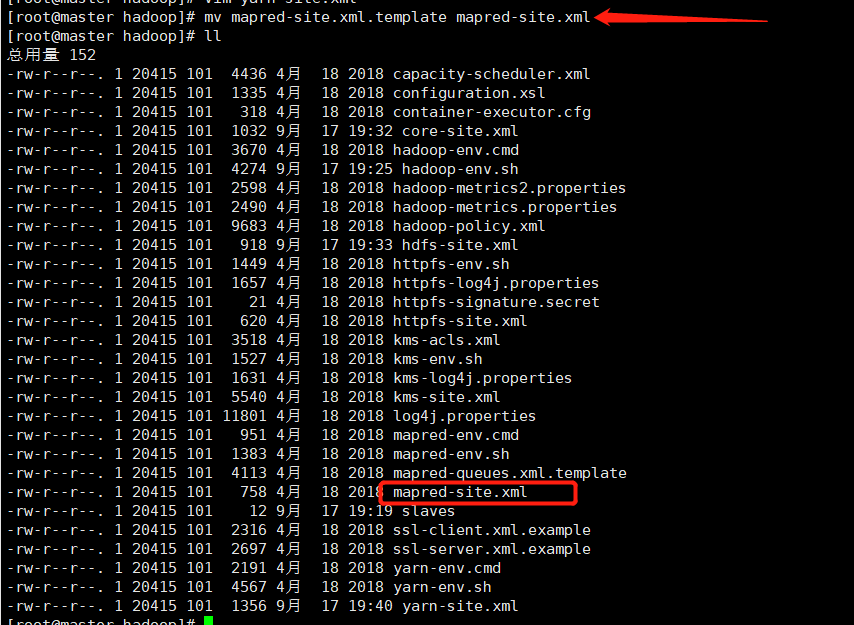 [root@master hadoop]# vim yarn-site.xml
[root@master hadoop]# mv mapred-site.xml.template mapred-site.xml
[root@master hadoop]# ll
总用量 152
-rw-r--r--. 1 20415 101  4436 4月  18 2018 capacity-scheduler.xml
-rw-r--r--. 1 20415 101  1335 4月  18 2018 configuration.xsl
-rw-r--r--. 1 20415 101   318 4月  18 2018 container-executor.cfg
-rw-r--r--. 1 20415 101  1032 9月  17 19:32 core-site.xml
-rw-r--r--. 1 20415 101  3670 4月  18 2018 hadoop-env.cmd
-rw-r--r--. 1 20415 101  4274 9月  17 19:25 hadoop-env.sh
-rw-r--r--. 1 20415 101  2598 4月  18 2018 hadoop-metrics2.properties
-rw-r--r--. 1 20415 101  2490 4月  18 2018 hadoop-metrics.properties
-rw-r--r--. 1 20415 101  9683 4月  18 2018 hadoop-policy.xml
-rw-r--r--. 1 20415 101   918 9月  17 19:33 hdfs-site.xml
-rw-r--r--. 1 20415 101  1449 4月  18 2018 httpfs-env.sh
-rw-r--r--. 1 20415 101  1657 4月  18 2018 httpfs-log4j.properties
-rw-r--r--. 1 20415 101    21 4月  18 2018 httpfs-signature.secret
-rw-r--r--. 1 20415 101   620 4月  18 2018 httpfs-site.xml
-rw-r--r--. 1 20415 101  3518 4月  18 2018 kms-acls.xml
-rw-r--r--. 1 20415 101  1527 4月  18 2018 kms-env.sh
-rw-r--r--. 1 20415 101  1631 4月  18 2018 kms-log4j.properties
-rw-r--r--. 1 20415 101  5540 4月  18 2018 kms-site.xml
-rw-r--r--. 1 20415 101 11801 4月  18 2018 log4j.properties
-rw-r--r--. 1 20415 101   951 4月  18 2018 mapred-env.cmd
-rw-r--r--. 1 20415 101  1383 4月  18 2018 mapred-env.sh
-rw-r--r--. 1 20415 101  4113 4月  18 2018 mapred-queues.xml.template
-rw-r--r--. 1 20415 101   758 4月  18 2018 mapred-site.xml
-rw-r--r--. 1 20415 101    12 9月  17 19:19 slaves
-rw-r--r--. 1 20415 101  2316 4月  18 2018 ssl-client.xml.example
-rw-r--r--. 1 20415 101  2697 4月  18 2018 ssl-server.xml.example
-rw-r--r--. 1 20415 101  2191 4月  18 2018 yarn-env.cmd
-rw-r--r--. 1 20415 101  4567 4月  18 2018 yarn-env.sh
-rw-r--r--. 1 20415 101  1356 9月  17 19:40 yarn-site.xml
[root@master hadoop]#